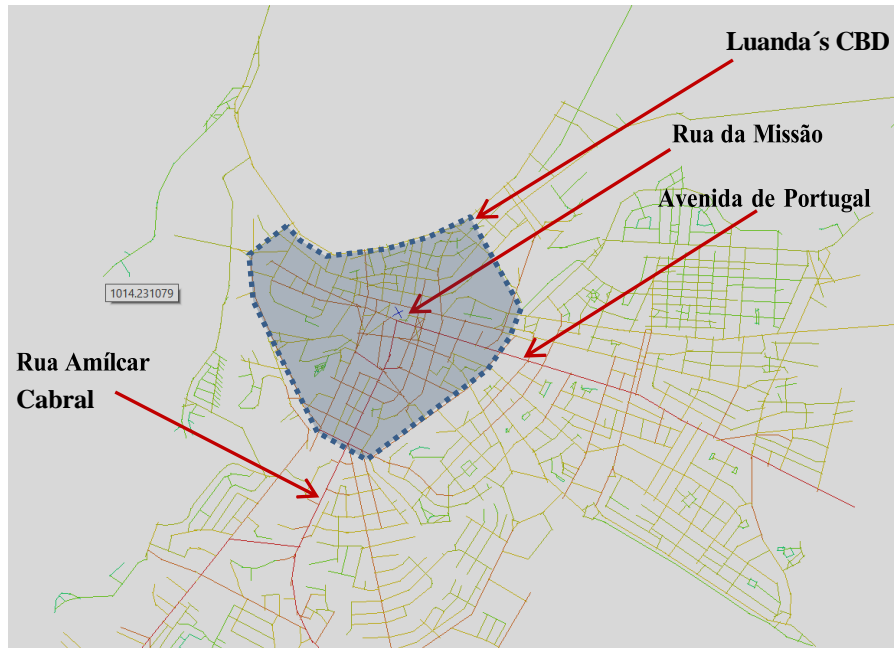 Luanda´s CBD
Rua da Missão
Avenida de Portugal
1014.231079
Rua Amílcar
Cabral